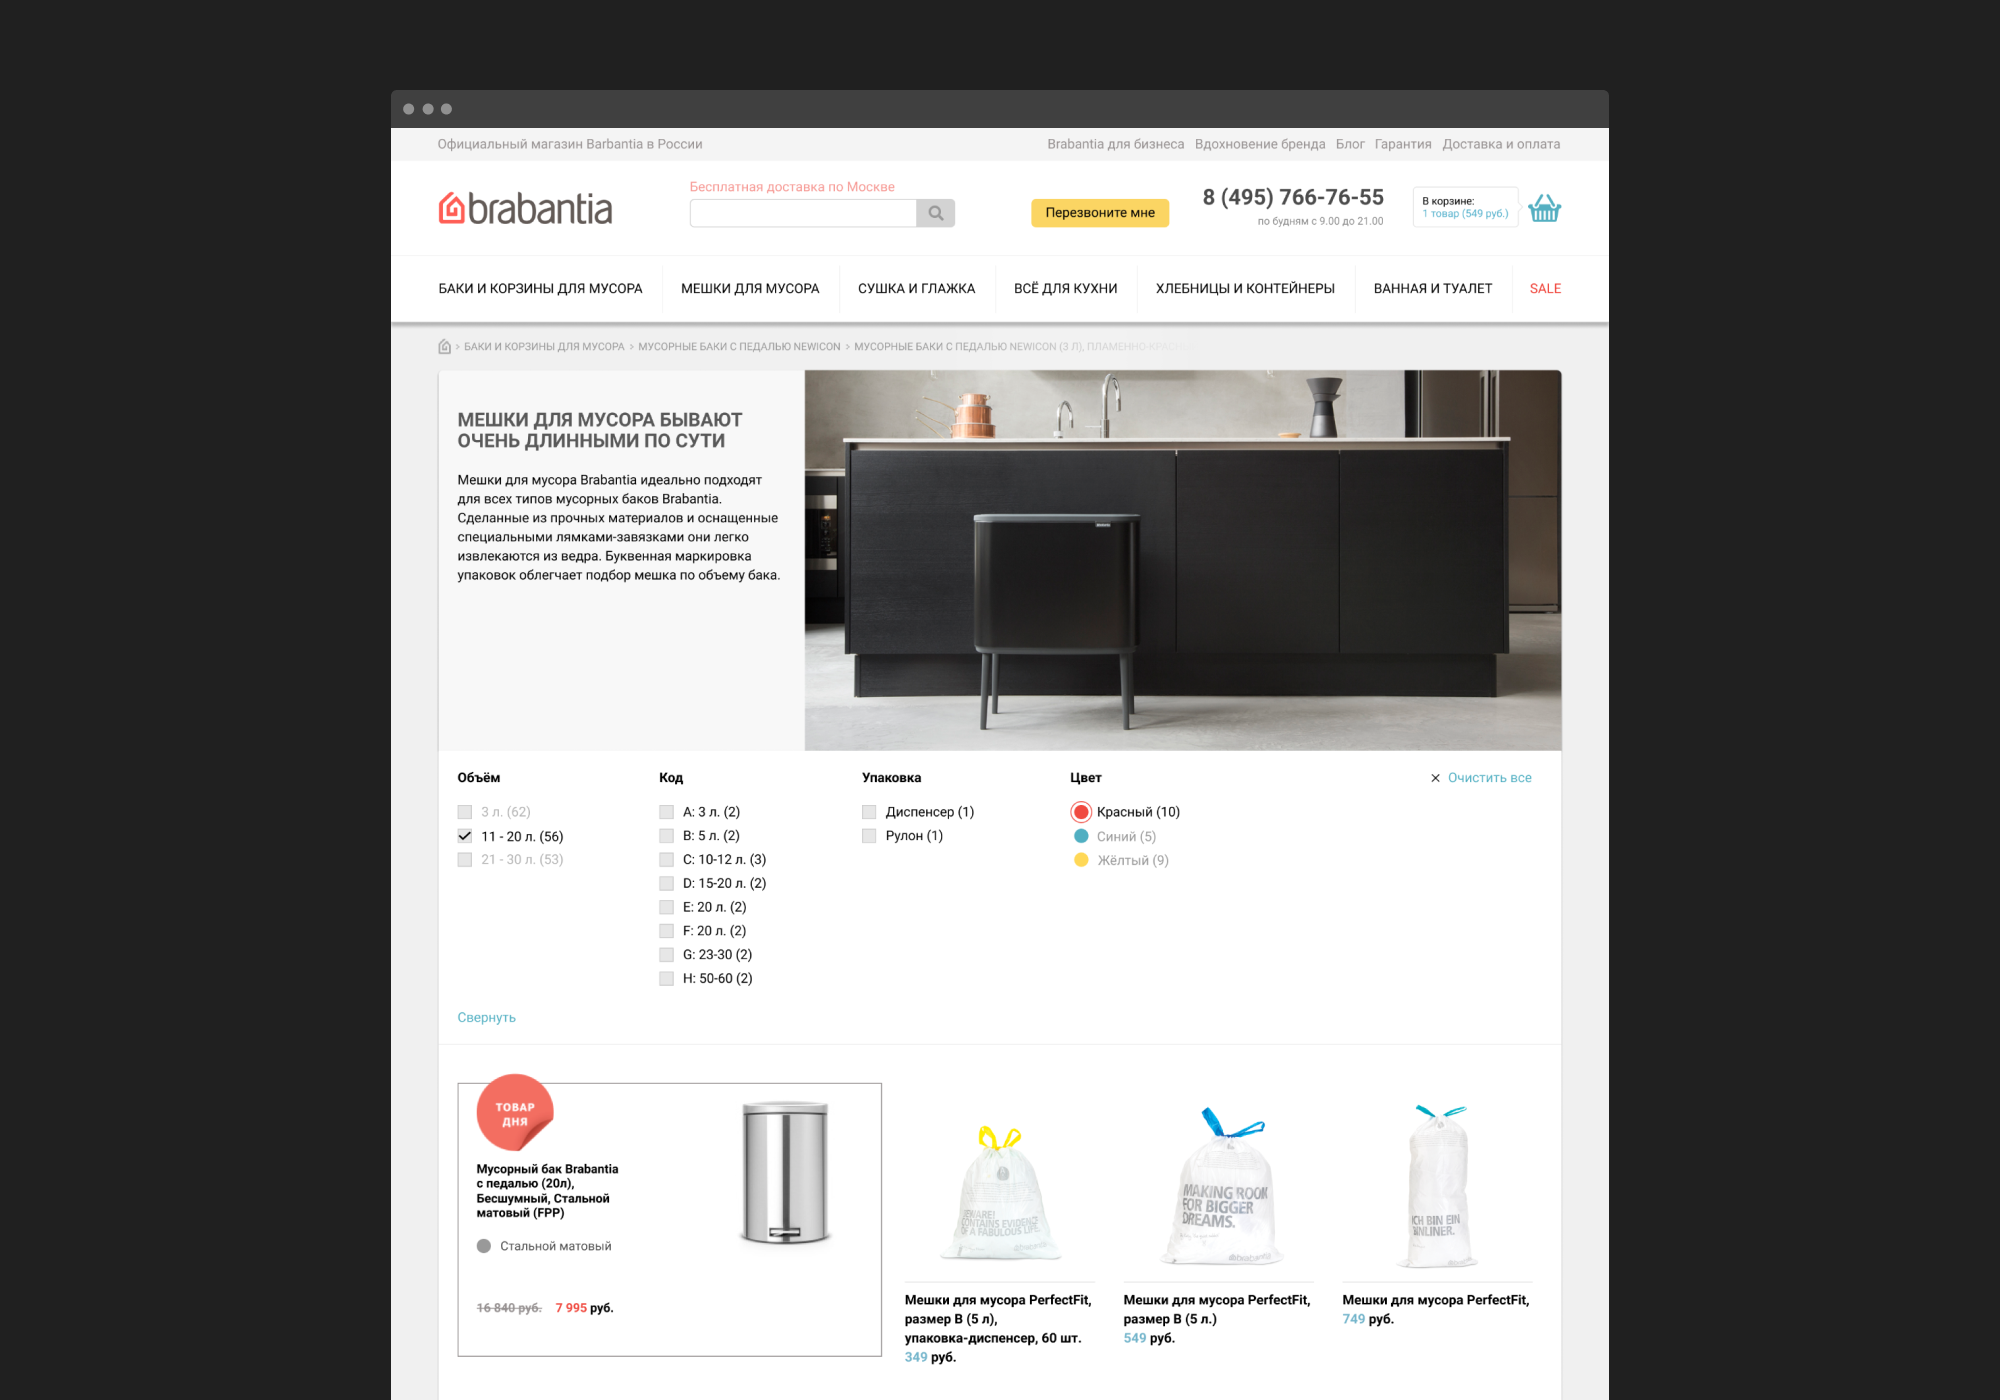 Официальный магазин Barbantia в России
Brabantia для бизнеса Вдохновение бренда Блог Гарантия Доставка и оплата
brabantia
Бесплатная доставка по Москве
Перезвоните мне
8 (495) 766-76-55
по будням с 9.00 до 21.00
В корзине:
1 товар (549 руб.)
БАКИ И КОРЗИНЫ ДЛЯ МУСОРА МЕШКИ ДЛЯ МУСОРА СУШКА И ГЛАЖКА ВСЁ ДЛЯ КУХНИ ХЛЕБНИЦЫ И КОНТЕЙНЕРЫ ВАННАЯ И ТУАЛЕТ SALE
> БАКИ И КОРЗИНЫ ДЛЯ МУСОРА > МУСОРНЫЕ БАКИ С ПЕДАЛЬЮ NEWICON > МУСОРНЫЕ БАКИ С ПЕДАЛЬЮ NEWICON (3 Л), ПЛАМЕННО-КРАСН
МЕШКИ ДЛЯ МУСОРА БЫВАЮТ
ОЧЕНЬ ДЛИННЫМИ ПО СУТИ
Мешки для мусора Brabantia идеально подходят
для всех типов мусорных баков Brabantia.
Сделанные из прочных материалов и оснащенные
специальными лямками-завязками они легко
извлекаются из ведра. Буквенная маркировка
упаковок облегчает подбор мешка по объему бака.
Объём
3 л. (62)
11 - 20 л. (56)
21 - 30 л. (53)
Код
A: 3 л. (2)
B: 5 л. (2)
C: 10-12 л. (3)
D: 15-20 л. (2)
E: 20 л. (2)
F: 20 л. (2)
G: 23-30 (2)
H: 50-60 (2)
Упаковка
Диспенсер (1)
Рулон (1)
Цвет
Красный (10)
Синий (5)
Жёлтый (9)
× Очистить все
Свернуть
ТОВАР
ДНЯ
Мусорный бак Brabantia
с педалью (20л),
Бесшумный, Стальной
матовый (FPP)
Стальной матовый
16 840 руб. 7 995 руб.
CONTAINS EVIDENCE
OF A FABULOUS LIFE.
Мешки для мусора PerfectFit,
размер В (5 л),
упаковка-диспенсер, 60 шт.
349 руб.
MAKING ROOM
FOR BIGGER
DREAMS.
brabantia
Мешки для мусора PerfectFit,
размер В (5 л.)
549 руб.
ICH BIN EIN
BINLINER.
Мешки для мусора PerfectFit,
749 руб.